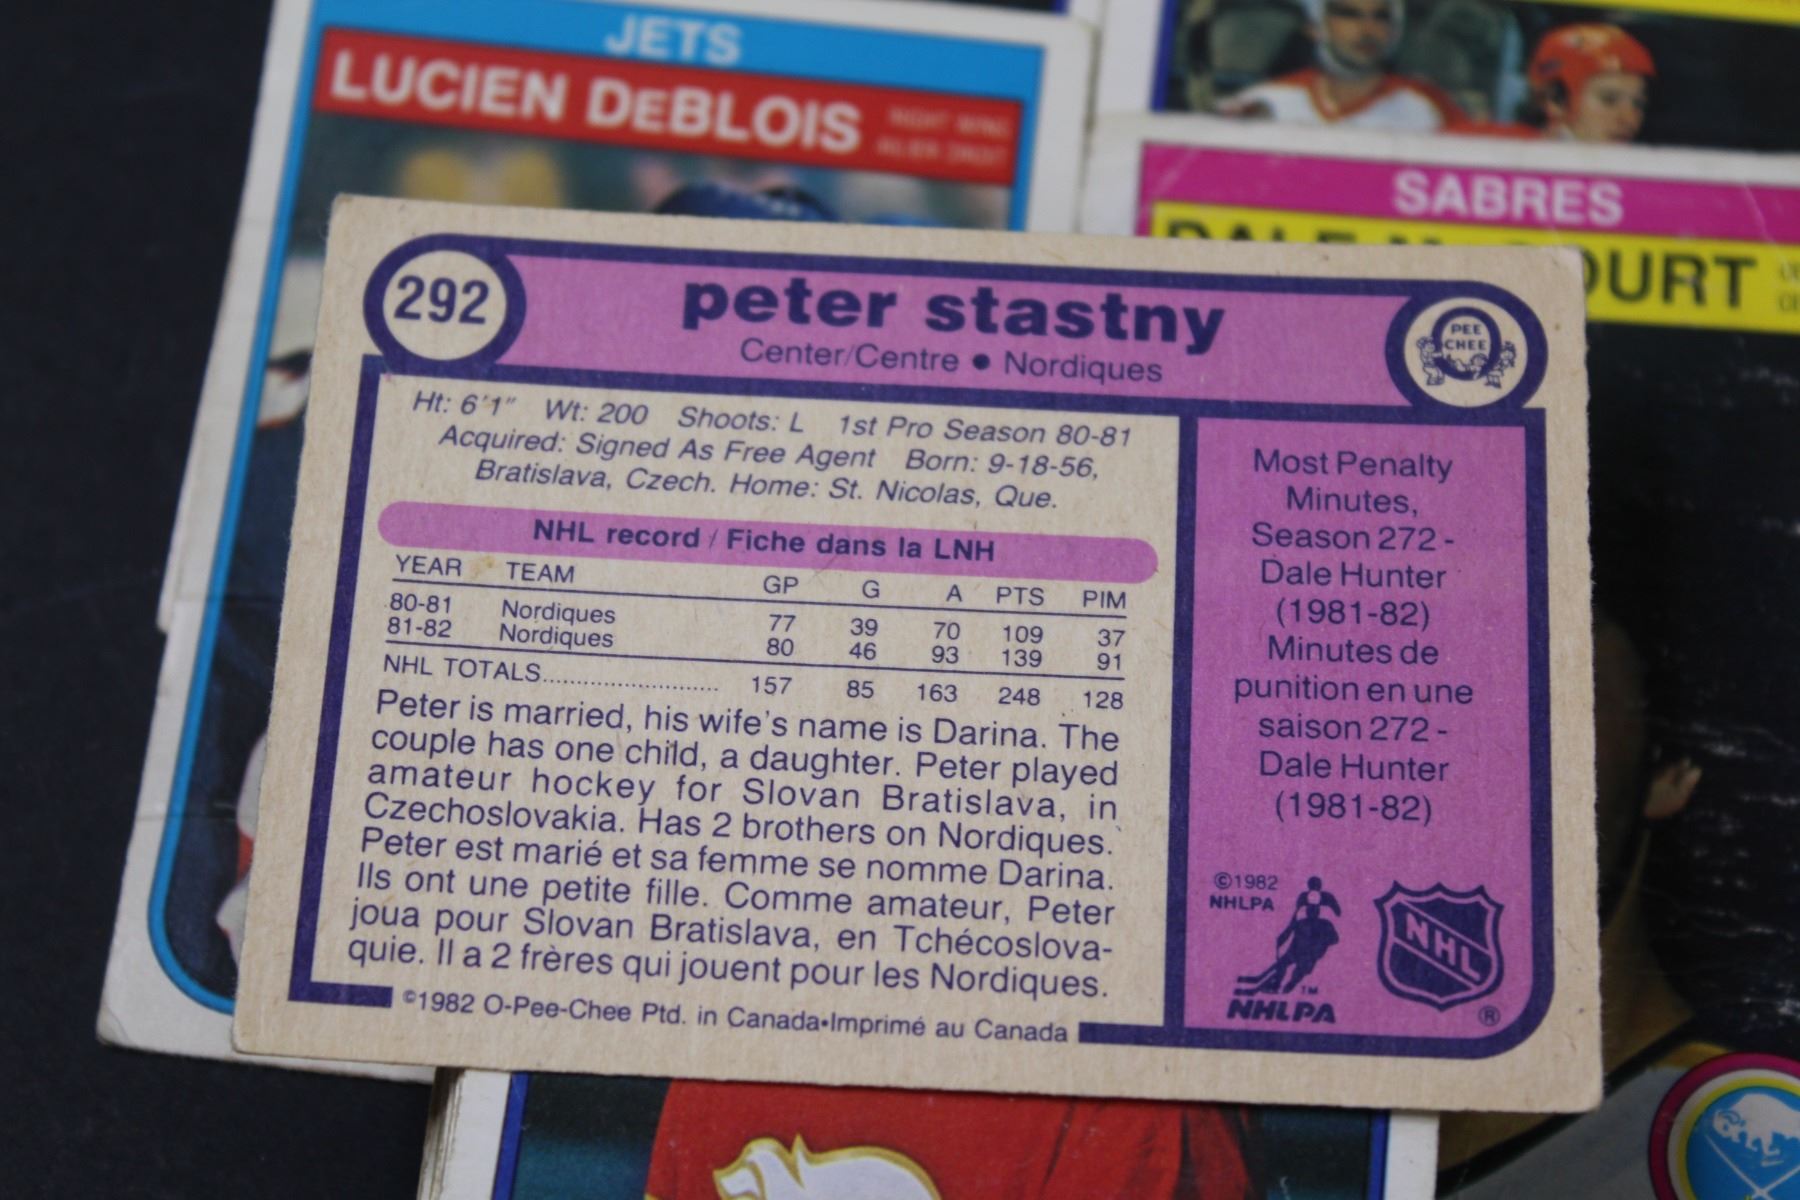 JETS
LUCIEN DeBLOIS
SABRES
OURT
292
peter stastny
Center/Centre • Nordiques
PEE
CHEE
Ht: 6'1" Wt: 200 Shoots: L 1st Pro Season 80-81
Acquired: Signed As Free Agent Born: 9-18-56,
Bratislava, Czech. Home: St. Nicolas, Que.
NHL record / Fiche dans la LNH
YEAR TEAM GP G A PTS PIM
80-81 Nordiques 77 39 70 109 37
81-82 Nordiques 80 46 93 139 91
NHL TOTALS.......................... 157 85 163 248 128
Peter is married, his wife's name is Darina. The
couple has one child, a daughter. Peter played
amateur hockey for Slovan Bratislava, in
Czechoslovakia. Has 2 brothers on Nordiques.
Peter est marié et sa femme se nomme Darina.
Ils ont une petite fille. Comme amateur, Peter
joua pour Slovan Bratislava, en Tchécoslova-
quie. Il a 2 frères qui jouent pour les Nordiques.
©1982 O-Pee-Chee Ptd. in Canada•Imprimé au Canada
Most Penalty
Minutes,
Season 272 -
Dale Hunter
(1981-82)
Minutes de
punition en une
saison 272 -
Dale Hunter
(1981-82)
©1982
NHLPA
TM
NHLPA
NHL
®